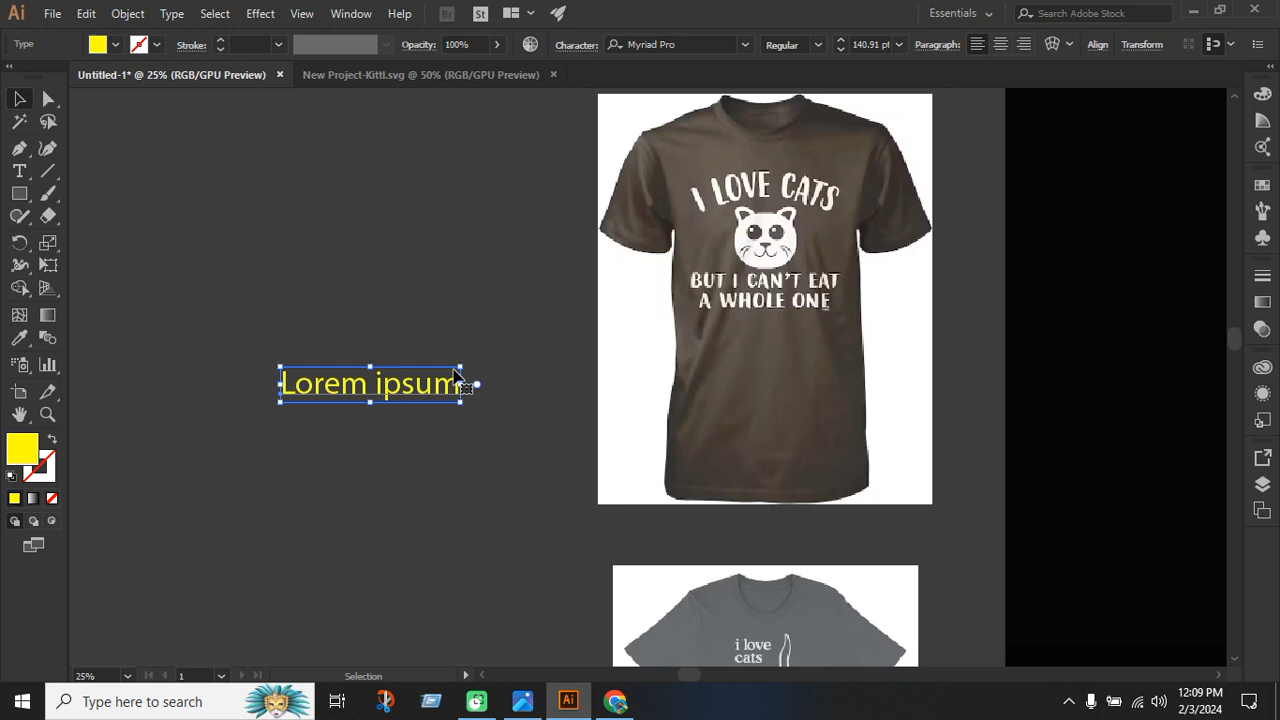 Ai File Edit Object Type Select Effect View Window Help Br St Essentials Search Adobe Stock
Type Stroke: Opacity: 100% Character: Myriad Pro Regular 140.91 pt Paragraph: Align Transform
Untitled-1* @ 25% (RGB/GPU Preview) × New Project-Kittl.svg @ 50% (RGB/GPU Preview) ×
I LOVE CATS
BUT I CAN'T EAT
A WHOLE ONE
Lorem ipsum
i love
cats
25% 1 Selection
Type here to search
Ai
12:09 PM
2/3/2024